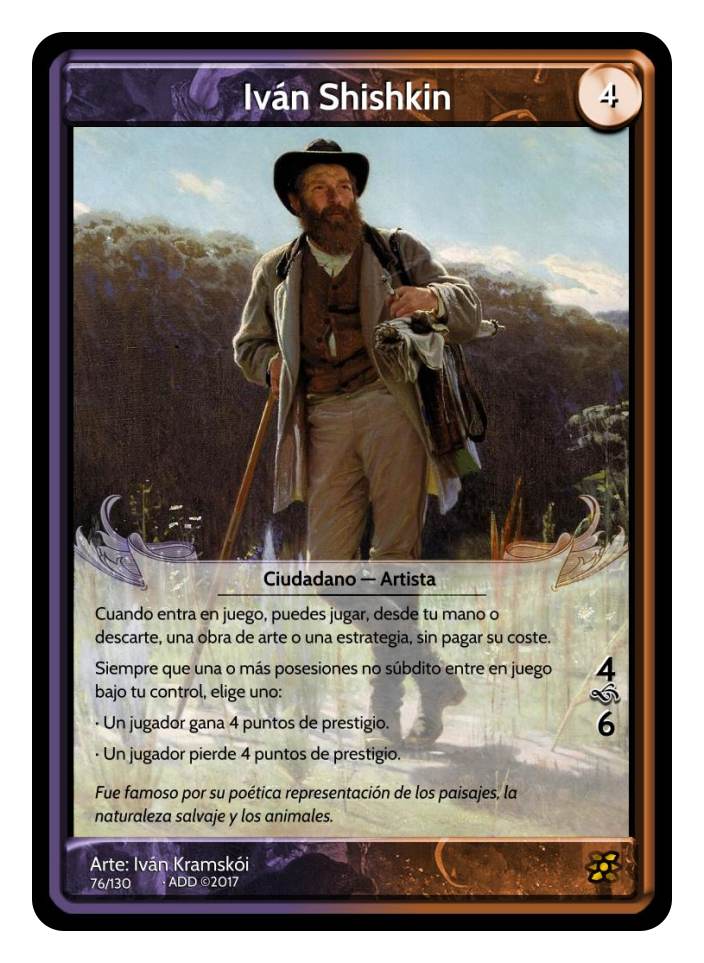 Iván Shishkin
4
Ciudadano — Artista
Cuando entra en juego, puedes jugar, desde tu mano o
descarte, una obra de arte o una estrategia, sin pagar su coste.
Siempre que una o más posesiones no súbdito entre en juego
bajo tu control, elige uno:
· Un jugador gana 4 puntos de prestigio.
· Un jugador pierde 4 puntos de prestigio.
4
6
Fue famoso por su poética representación de los paisajes, la
naturaleza salvaje y los animales.
Arte: Iván Kramskói
76/130 · ADD ©2017